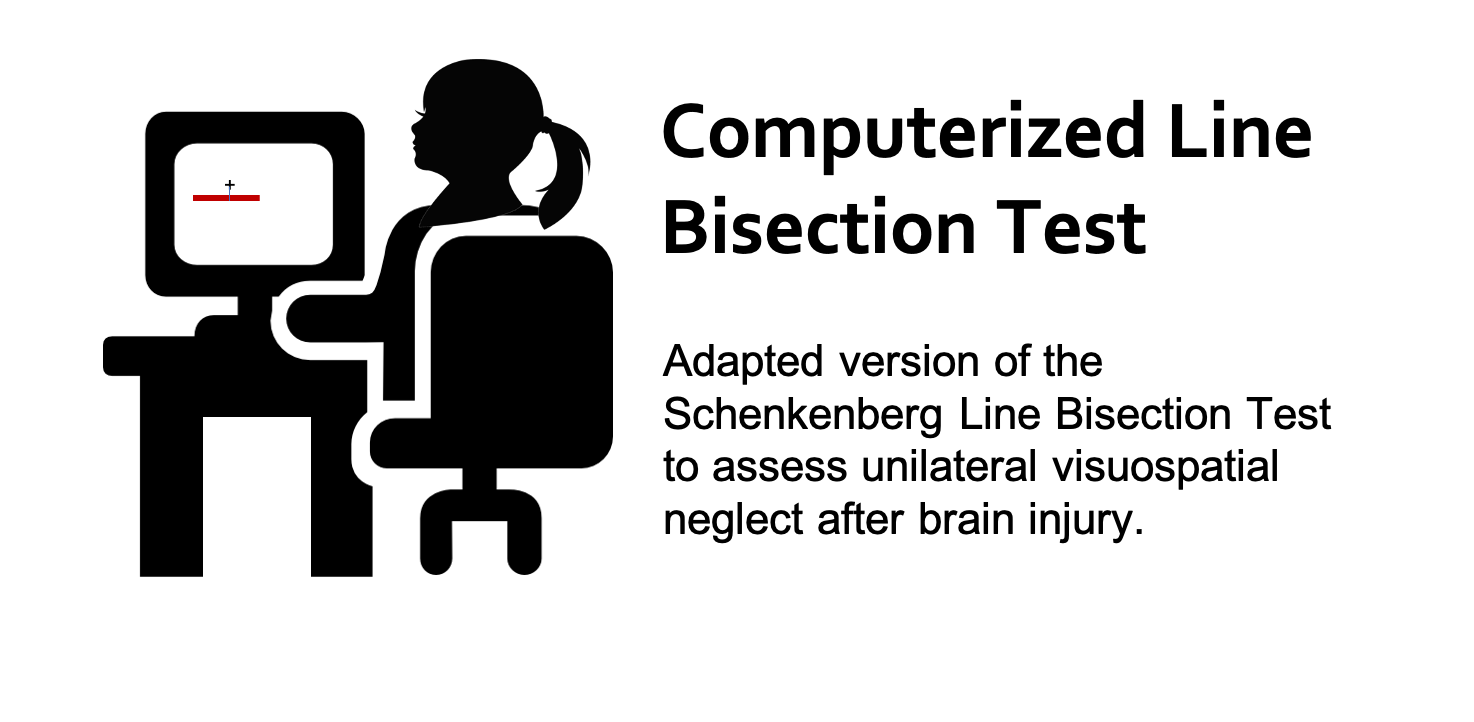 Computerized Line
Bisection Test
Adapted version of the
Schenkenberg Line Bisection Test
to assess unilateral visuospatial
neglect after brain injury.